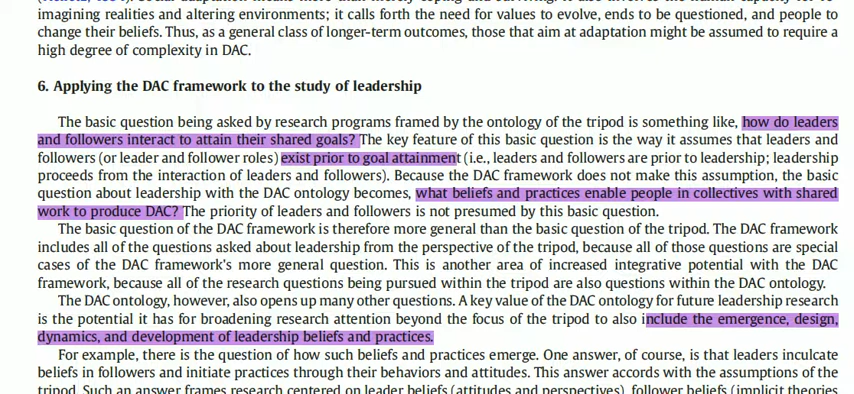 imagining realities and altering environments; it calls forth the need for values to evolve, ends to be questioned, and people to
change their beliefs. Thus, as a general class of longer-term outcomes, those that aim at adaptation might be assumed to require a
high degree of complexity in DAC.
6. Applying the DAC framework to the study of leadership
The basic question being asked by research programs framed by the ontology of the tripod is something like, how do leaders
and followers interact to attain their shared goals? The key feature of this basic question is the way it assumes that leaders and
followers (or leader and follower roles) exist prior to goal attainment (i.e., leaders and followers are prior to leadership; leadership
proceeds from the interaction of leaders and followers). Because the DAC framework does not make this assumption, the basic
question about leadership with the DAC ontology becomes, what beliefs and practices enable people in collectives with shared
work to produce DAC? The priority of leaders and followers is not presumed by this basic question.
The basic question of the DAC framework is therefore more general than the basic question of the tripod. The DAC framework
includes all of the questions asked about leadership from the perspective of the tripod, because all of those questions are special
cases of the DAC framework's more general question. This is another area of increased integrative potential with the DAC
framework, because all of the research questions being pursued within the tripod are also questions within the DAC ontology.
The DAC ontology, however, also opens up many other questions. A key value of the DAC ontology for future leadership research
is the potential it has for broadening research attention beyond the focus of the tripod to also include the emergence, design,
dynamics, and development of leadership beliefs and practices.
For example, there is the question of how such beliefs and practices emerge. One answer, of course, is that leaders inculcate
beliefs in followers and initiate practices through their behaviors and attitudes. This answer accords with the assumptions of the
tripod. Such an answer frames research centered on leader beliefs (attitudes and perspectives), follower beliefs (implicit theories